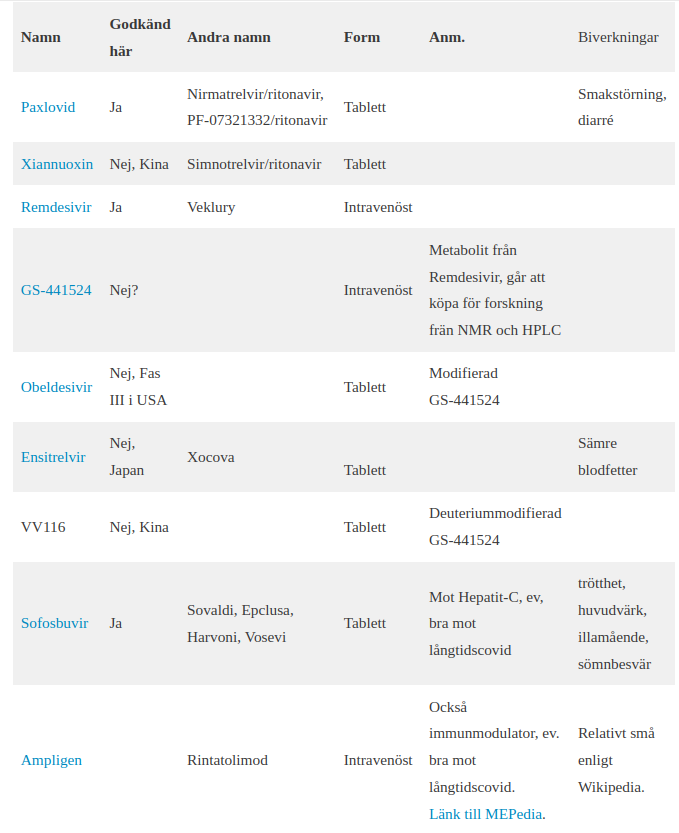 Namn
Godkänd
här
Andra namn
Form
Anm.
Biverkningar
Paxlovid
Ja
Nirmatrelvir/ritonavir,
PF-07321332/ritonavir
Tablett
Smakstörning,
diarré
Xiannuoxin
Nej, Kina
Simnotrelvir/ritonavir
Tablett
Remdesivir
Ja
Veklury
Intravenöst
GS-441524
Nej?
Intravenöst
Metabolit från
Remdesivir, går att
köpa för forskning
frän NMR och HPLC
Obeldesivir
Nej, Fas
III i USA
Tablett
Modifierad
GS-441524
Ensitrelvir
Nej,
Japan
Xocova
Tablett
Sämre
blodfetter
VV116
Nej, Kina
Tablett
Deuteriummodifierad
GS-441524
Sofosbuvir
Ja
Sovaldi, Epclusa,
Harvoni, Vosevi
Tablett
Mot Hepatit-C, ev,
bra mot
långtidscovid
trötthet,
huvudvärk,
illamående,
sömnbesvär
Ampligen
Rintatolimod
Intravenöst
Också
immunmodulator, ev.
bra mot
långtidscovid.
Länk till MEPedia.
Relativt små
enligt
Wikipedia.